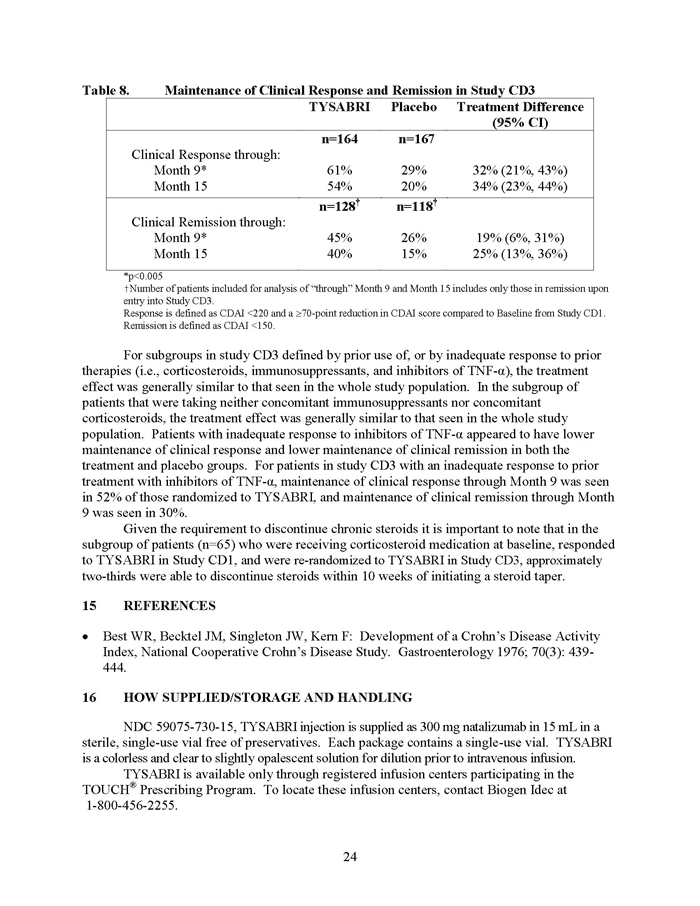 Table 8. Maintenance of Clinical Response and Remission in Study CD3
TYSABRI Placebo Treatment Difference
(95% CI)
n=164 n=167
Clinical Response through:
Month 9* 61% 29% 32% (21%, 43%)
Month 15 54% 20% 34% (23%, 44%)
n=128† n=118†
Clinical Remission through:
Month 9* 45% 26% 19% (6%, 31%)
Month 15 40% 15% 25% (13%, 36%)
*p<0.005
†Number of patients included for analysis of “through” Month 9 and Month 15 includes only those in remission upon
entry into Study CD3.
Response is defined as CDAI <220 and a ≥70-point reduction in CDAI score compared to Baseline from Study CD1.
Remission is defined as CDAI <150.
For subgroups in study CD3 defined by prior use of, or by inadequate response to prior
therapies (i.e., corticosteroids, immunosuppressants, and inhibitors of TNF-α), the treatment
effect was generally similar to that seen in the whole study population. In the subgroup of
patients that were taking neither concomitant immunosuppressants nor concomitant
corticosteroids, the treatment effect was generally similar to that seen in the whole study
population. Patients with inadequate response to inhibitors of TNF-α appeared to have lower
maintenance of clinical response and lower maintenance of clinical remission in both the
treatment and placebo groups. For patients in study CD3 with an inadequate response to prior
treatment with inhibitors of TNF-α, maintenance of clinical response through Month 9 was seen
in 52% of those randomized to TYSABRI, and maintenance of clinical remission through Month
9 was seen in 30%.
Given the requirement to discontinue chronic steroids it is important to note that in the
subgroup of patients (n=65) who were receiving corticosteroid medication at baseline, responded
to TYSABRI in Study CD1, and were re-randomized to TYSABRI in Study CD3, approximately
two-thirds were able to discontinue steroids within 10 weeks of initiating a steroid taper.
15 REFERENCES
• Best WR, Becktel JM, Singleton JW, Kern F: Development of a Crohn’s Disease Activity
Index, National Cooperative Crohn’s Disease Study. Gastroenterology 1976; 70(3): 439-
444.
16 HOW SUPPLIED/STORAGE AND HANDLING
NDC 59075-730-15, TYSABRI injection is supplied as 300 mg natalizumab in 15 mL in a
sterile, single-use vial free of preservatives. Each package contains a single-use vial. TYSABRI
is a colorless and clear to slightly opalescent solution for dilution prior to intravenous infusion.
TYSABRI is available only through registered infusion centers participating in the
TOUCH® Prescribing Program. To locate these infusion centers, contact Biogen Idec at
1-800-456-2255.
24